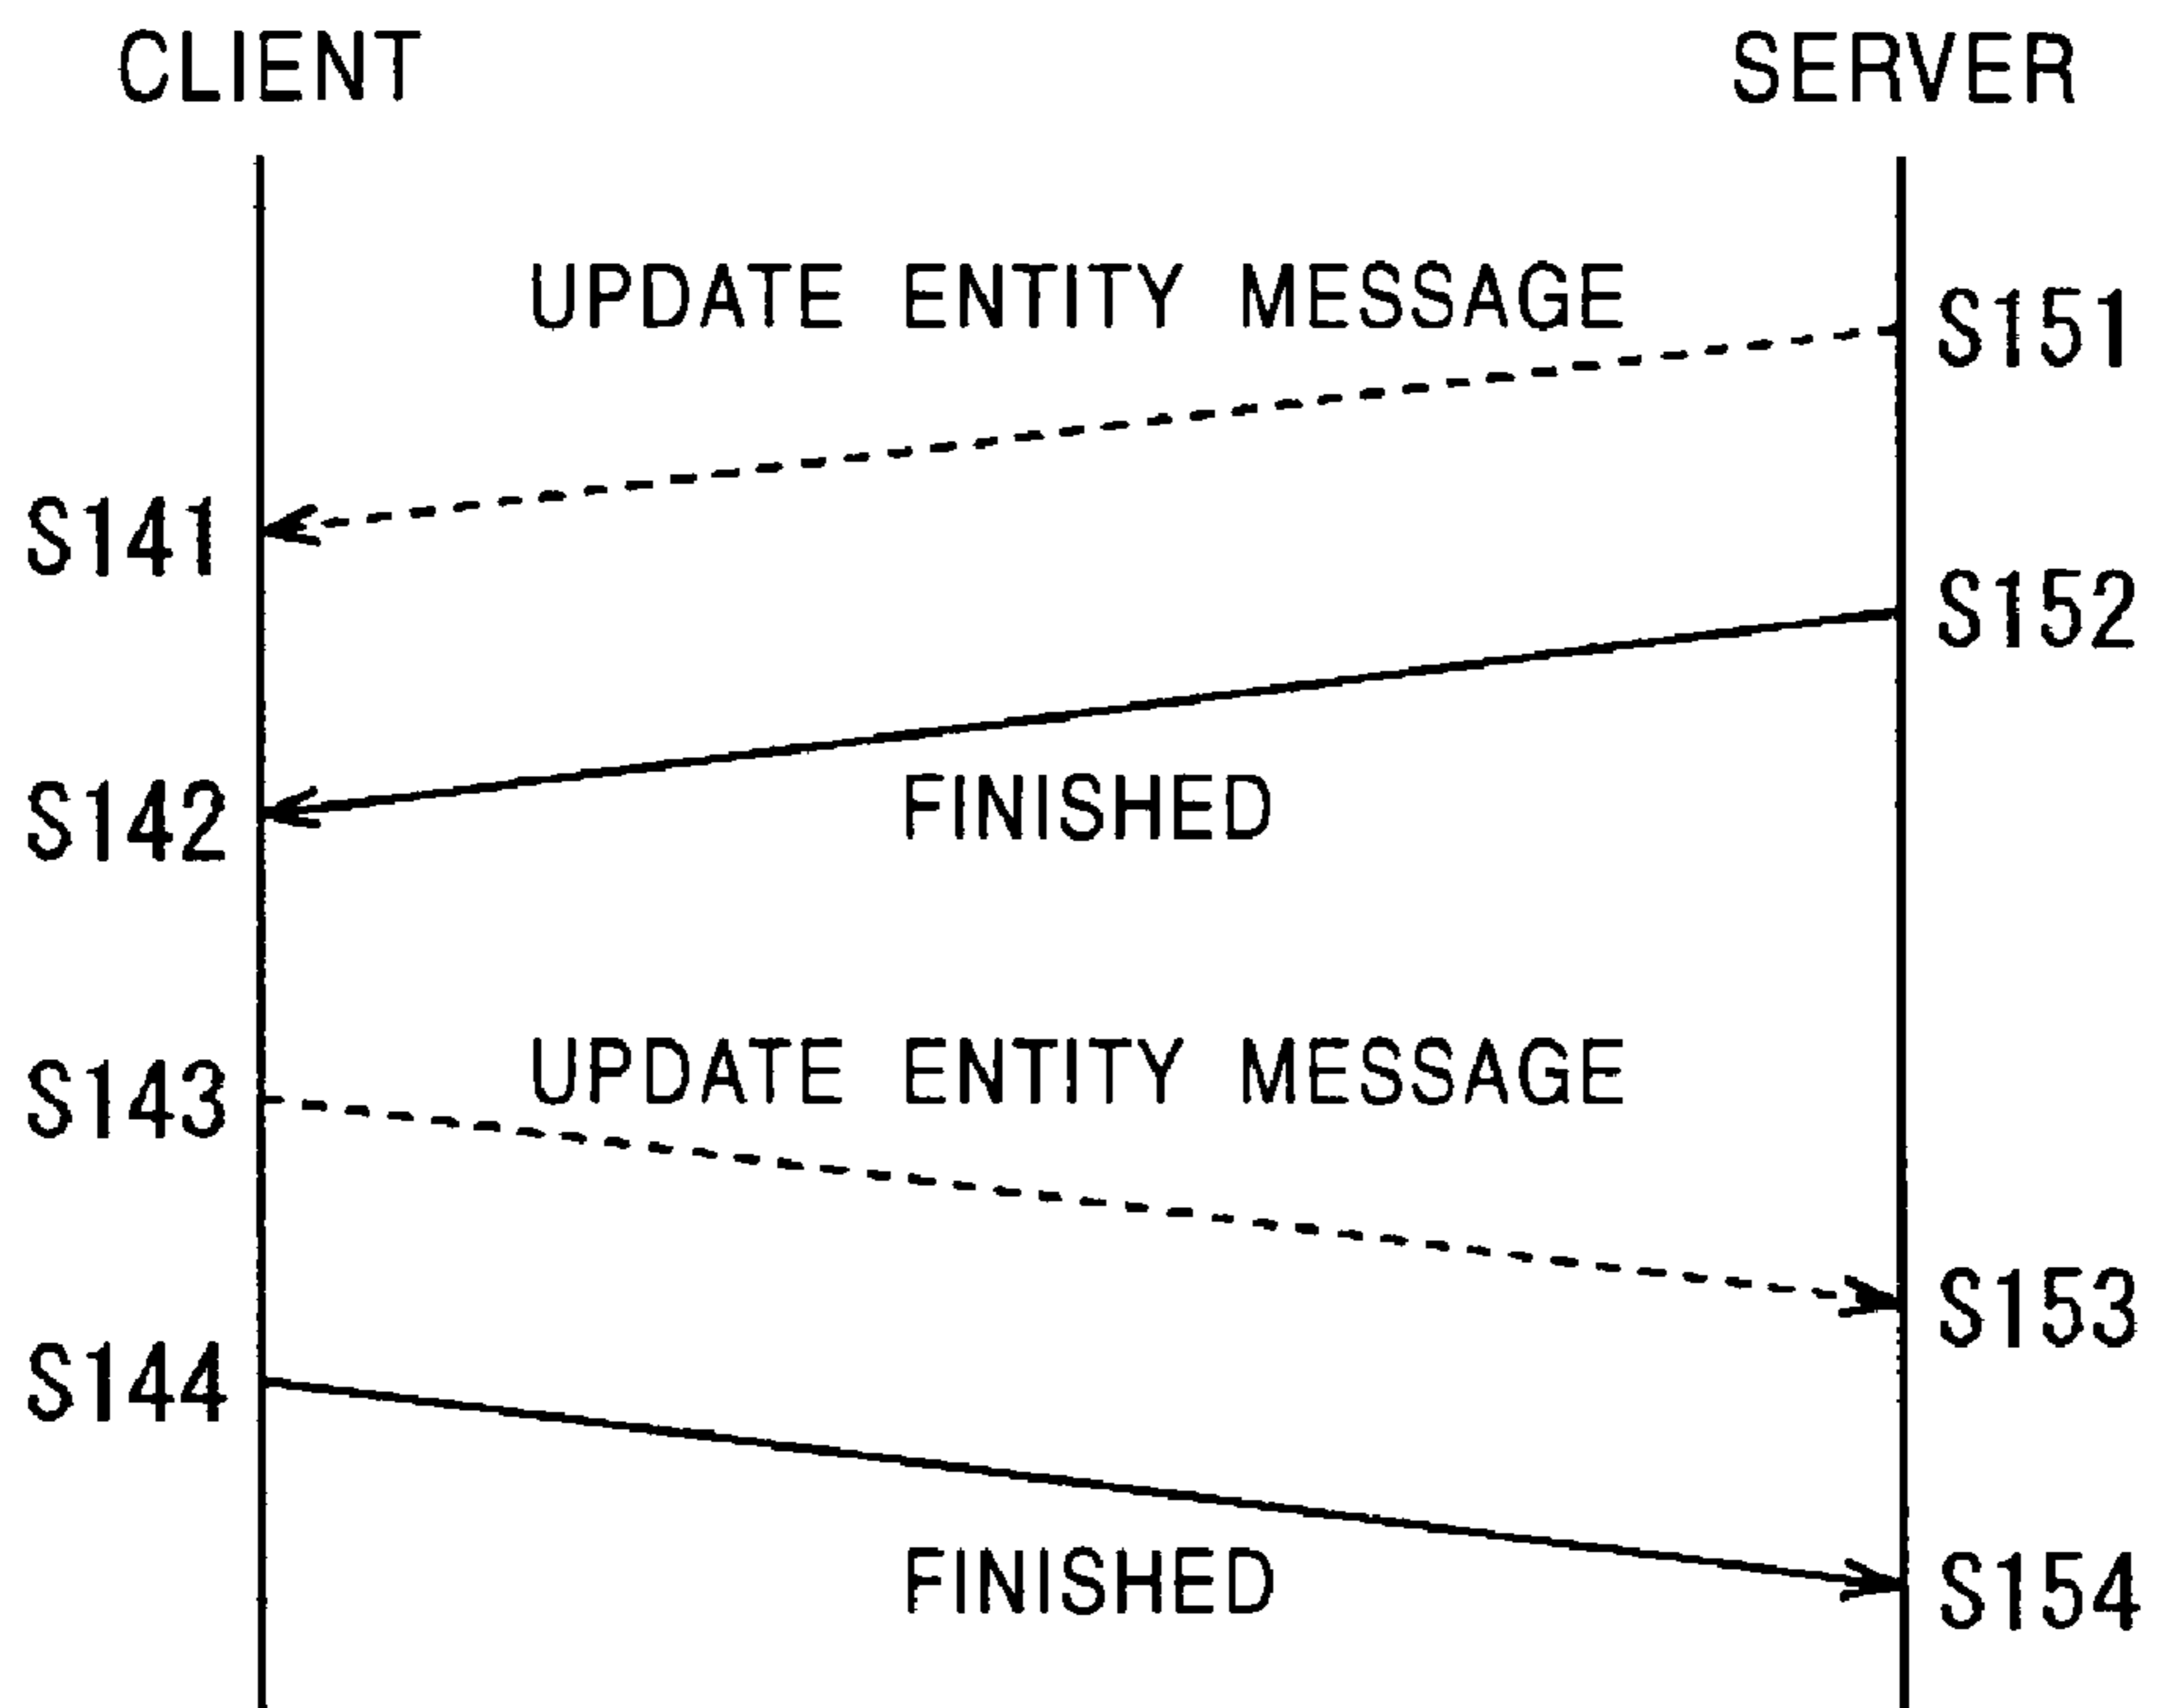 CLIENT SERVER
UPDATE ENTITY MESSAGE
S151
S141
S152
S142
FINISHED
UPDATE ENTITY MESSAGE
S143
S153
S144
FINISHED
S154